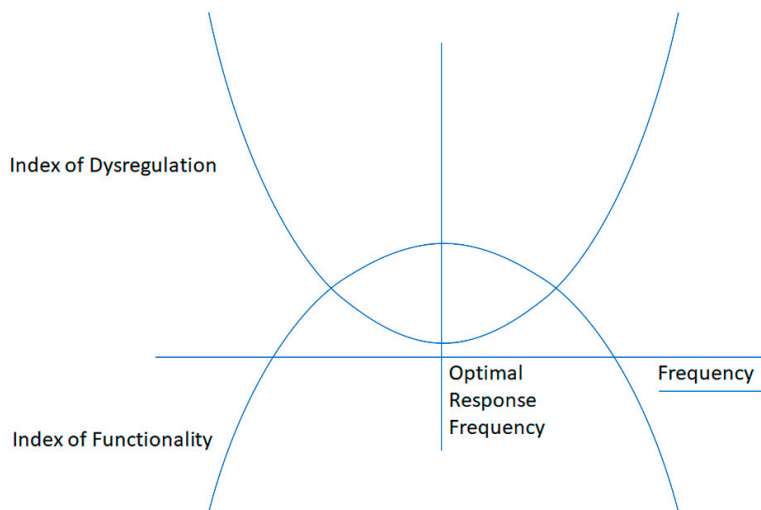 Index of Dysregulation
Optimal
Response
Frequency
Frequency
Index of Functionality